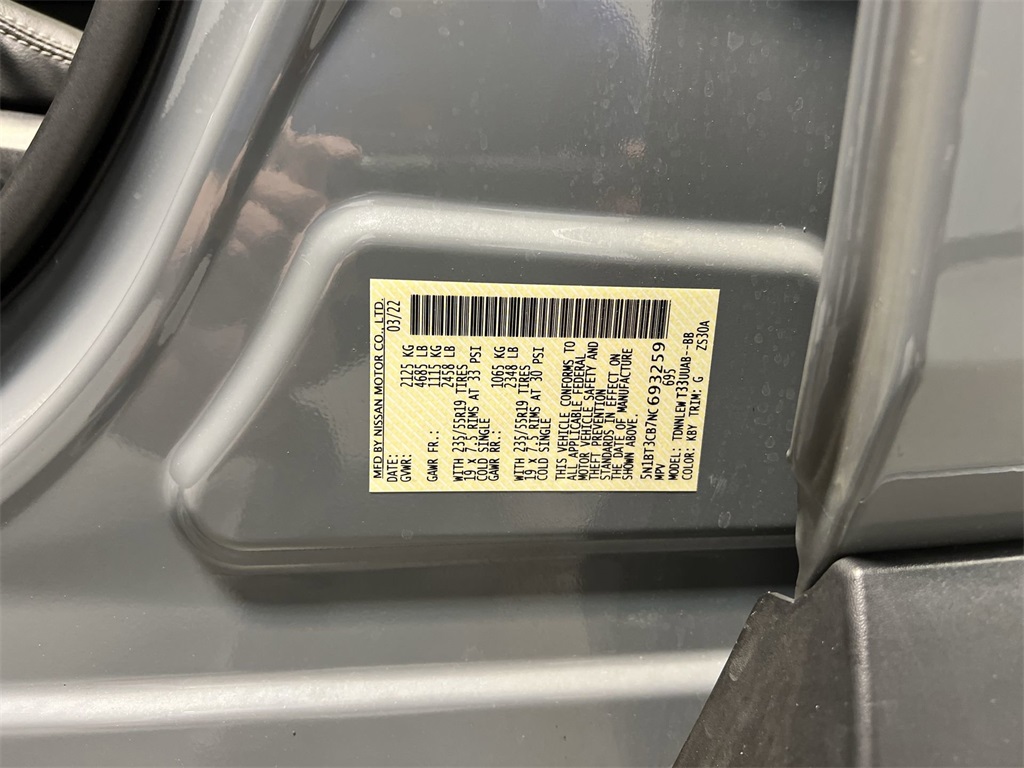 MFD BY NISSAN MOTOR CO., LTD.
DATE: 03/22
GVWR: 2125 KG
4685 LB
GAWR FR.: 1115 KG
2458 LB
WITH 235/55R19 TIRES
19 X 7.5 RIMS AT 33 PSI
COLD SINGLE
GAWR RR.: 1065 KG
2348 LB
WITH 235/55R19 TIRES
19 X 7.5 RIMS AT 30 PSI
COLD SINGLE
THIS VEHICLE CONFORMS TO
ALL APPLICABLE FEDERAL
MOTOR VEHICLE SAFETY AND
THEFT PREVENTION
STANDARDS IN EFFECT ON
THE DATE OF MANUFACTURE
SHOWN ABOVE.
5N1BT3CB7NC693259
MPV 695
MODEL: TDNNLEW T33UUAB--BB
COLOR: KBY TRIM: G ZS30A